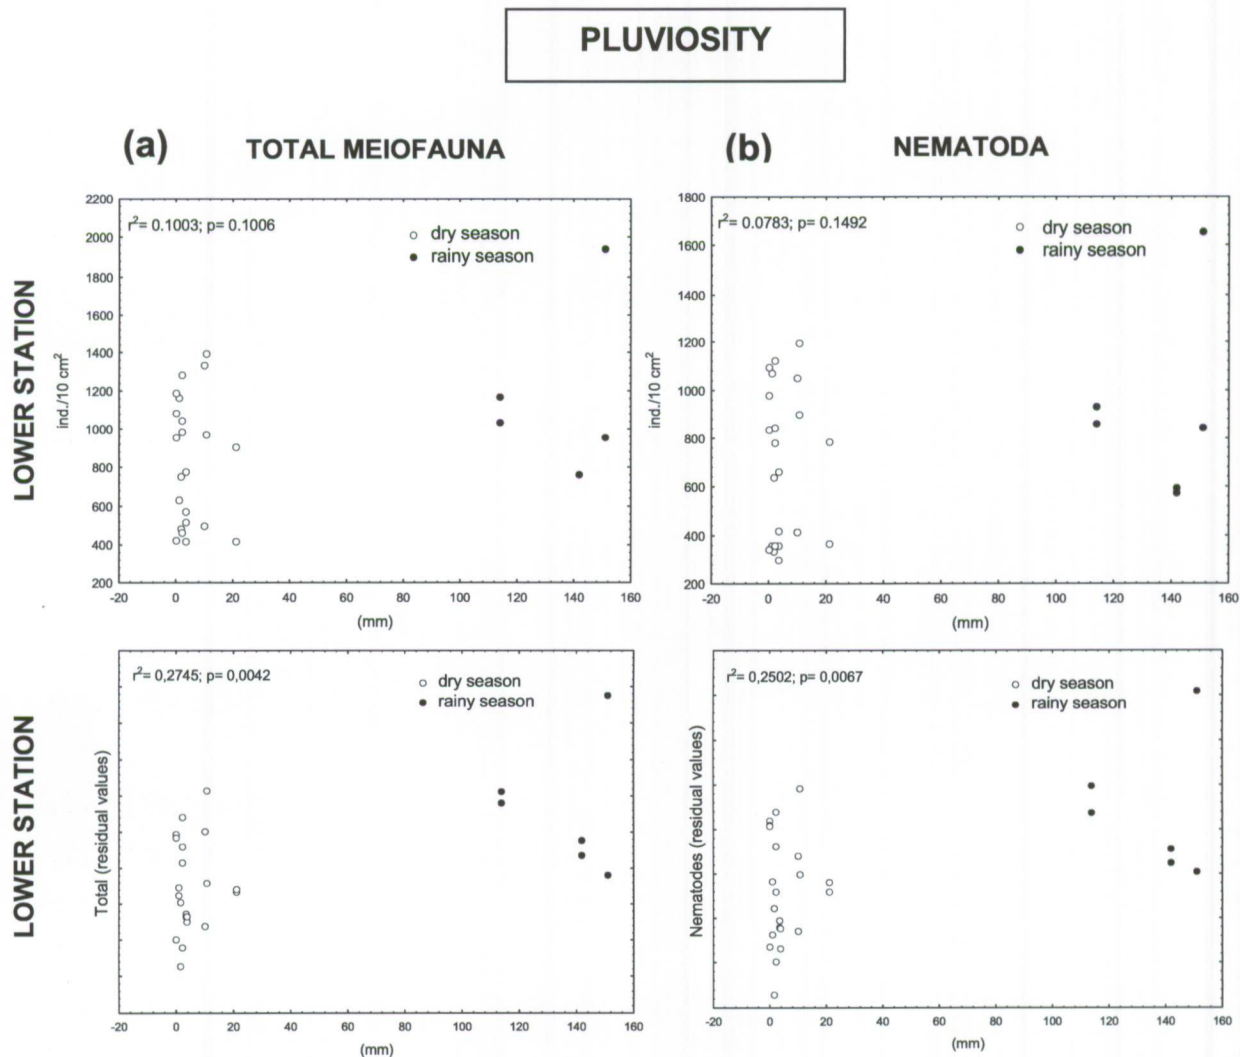 PLUVIOSITY
(a) TOTAL MEIOFAUNA
(b) NEMATODA
LOWER STATION
ind./10 cm²
2200
2000
1800
1600
1400
1200
1000
800
600
400
200
r²= 0.1003; p= 0.1006
○ dry season
● rainy season
-20 0 20 40 60 80 100 120 140 160
(mm)
ind./10 cm²
1800
1600
1400
1200
1000
800
600
400
200
r²= 0.0783; p= 0.1492
○ dry season
● rainy season
-20 0 20 40 60 80 100 120 140 160
(mm)
LOWER STATION
Total (residual values)
r²= 0,2745; p= 0,0042
○ dry season
● rainy season
-20 0 20 40 60 80 100 120 140 160
(mm)
Nematodes (residual values)
r²= 0,2502; p= 0,0067
○ dry season
● rainy season
-20 0 20 40 60 80 100 120 140 160
(mm)